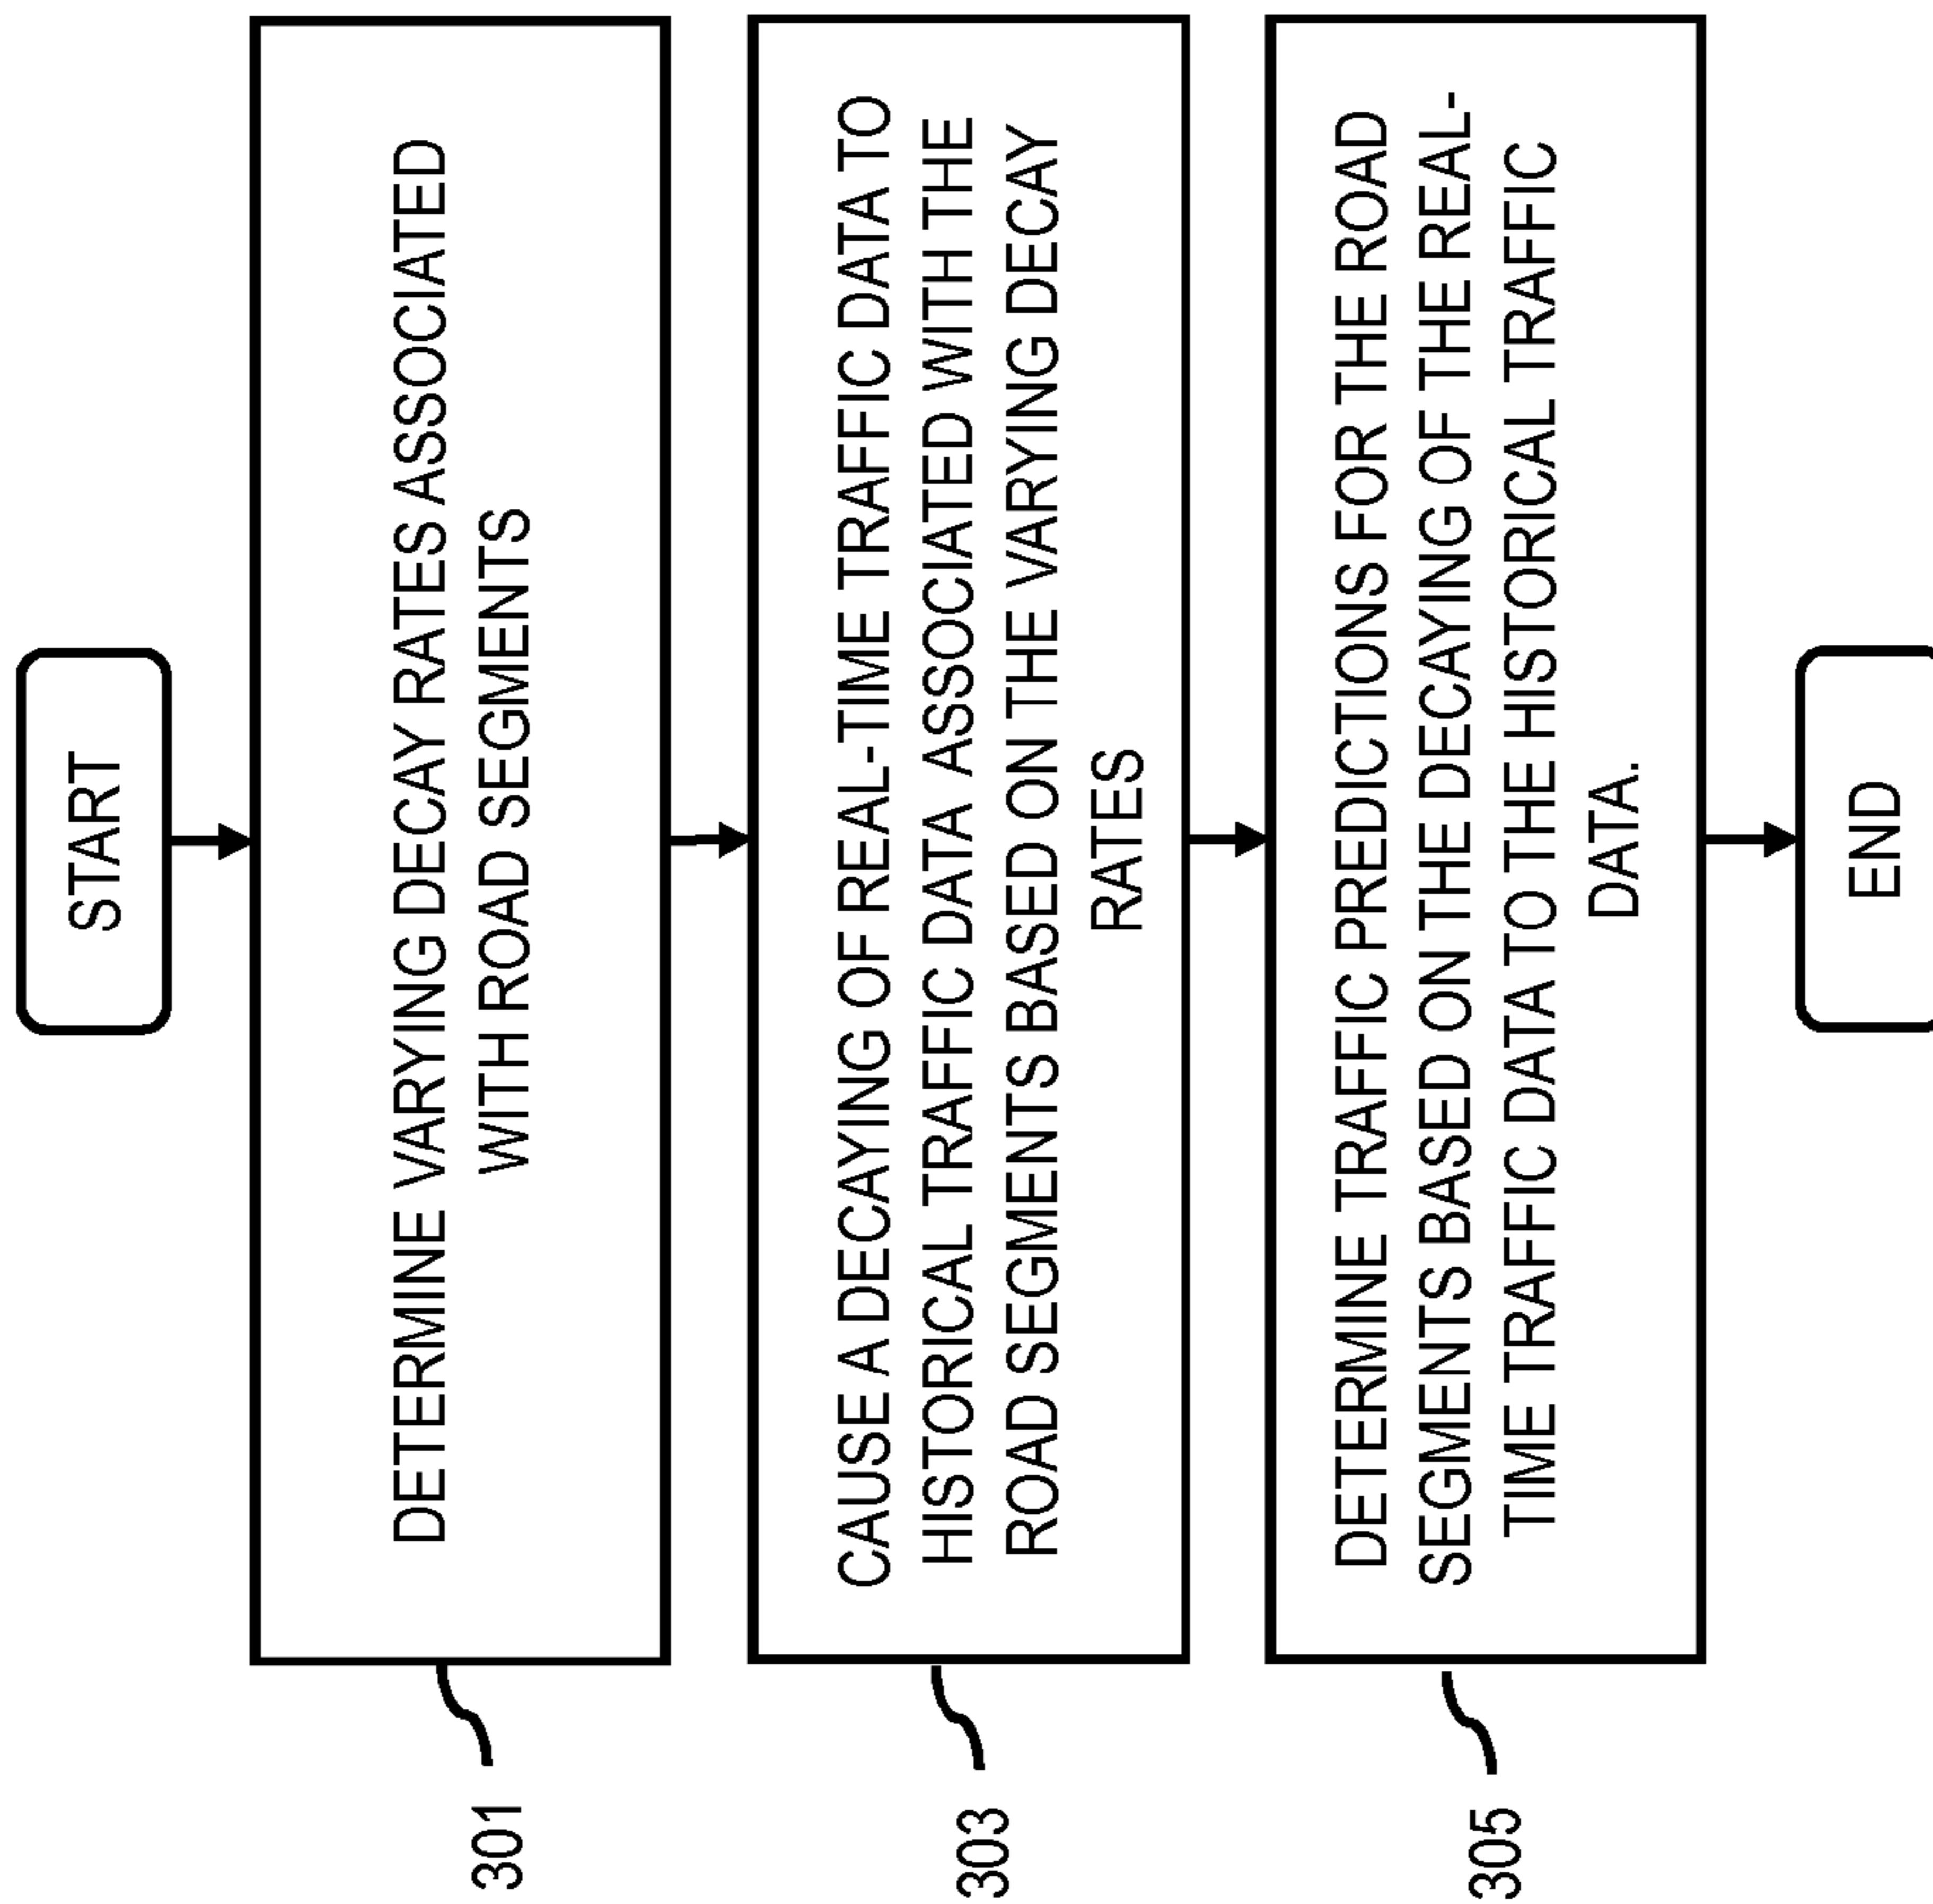 START
DETERMINE VARYING DECAY RATES ASSOCIATED
WITH ROAD SEGMENTS
301
CAUSE A DECAYING OF REAL-TIME TRAFFIC DATA TO
HISTORICAL TRAFFIC DATA ASSOCIATED WITH THE
ROAD SEGMENTS BASED ON THE VARYING DECAY
RATES
303
DETERMINE TRAFFIC PREDICTIONS FOR THE ROAD
SEGMENTS BASED ON THE DECAYING OF THE REAL-
TIME TRAFFIC DATA TO THE HISTORICAL TRAFFIC
DATA.
305
END